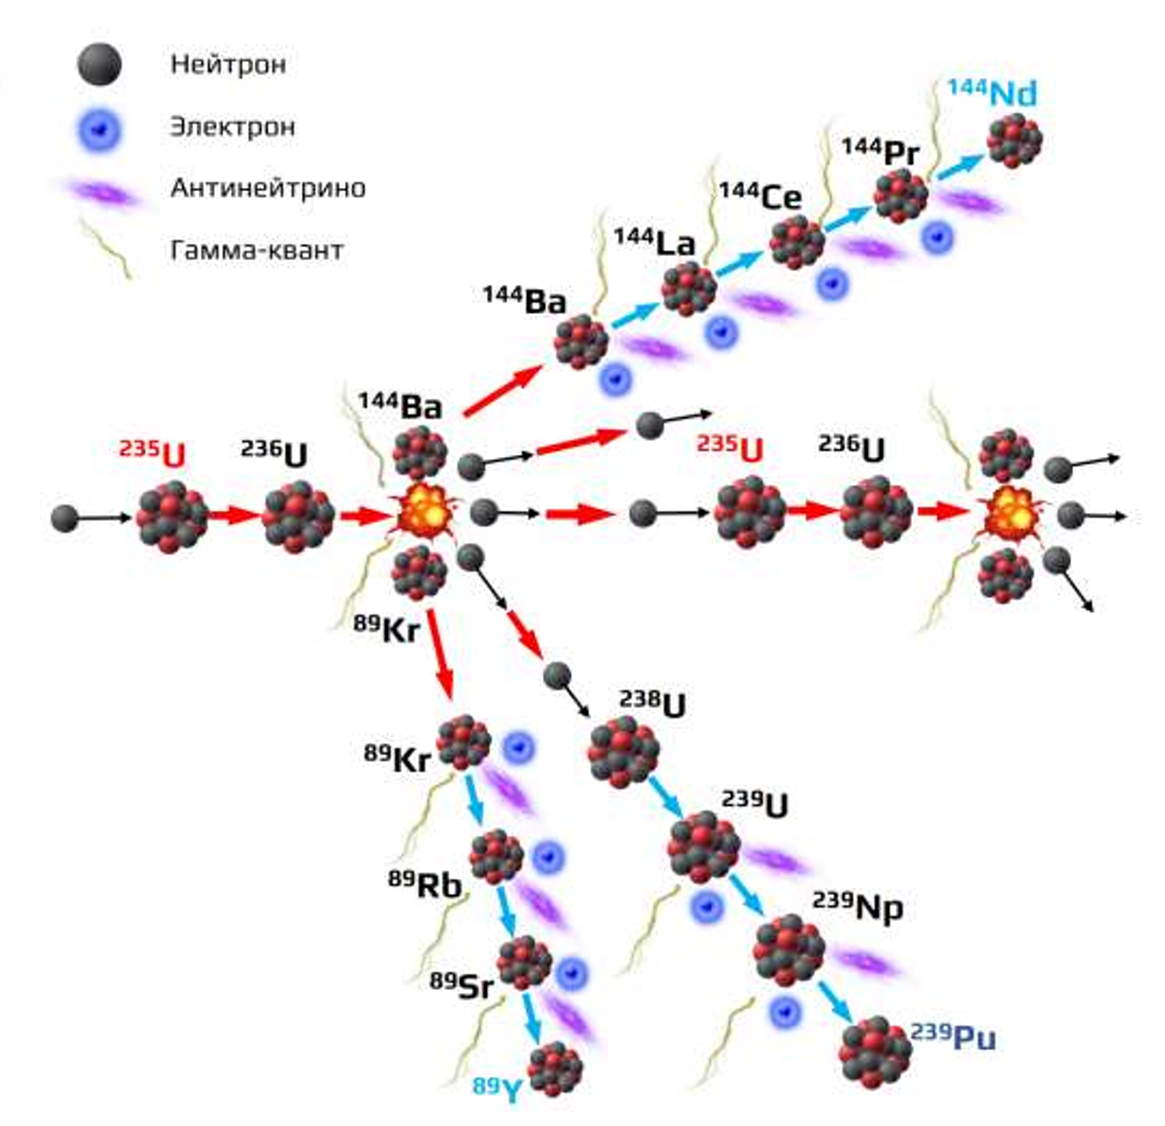 Нейтрон
Электрон
Антинейтрино
Гамма-квант
¹⁴⁴Nd
¹⁴⁴Pr
¹⁴⁴Ce
¹⁴⁴La
¹⁴⁴Ba
¹⁴⁴Ba
²³⁵U
²³⁶U
²³⁵U
²³⁶U
⁸⁹Kr
²³⁸U
⁸⁹Kr
²³⁹U
⁸⁹Rb
²³⁹Np
⁸⁹Sr
²³⁹Pu
⁸⁹Y